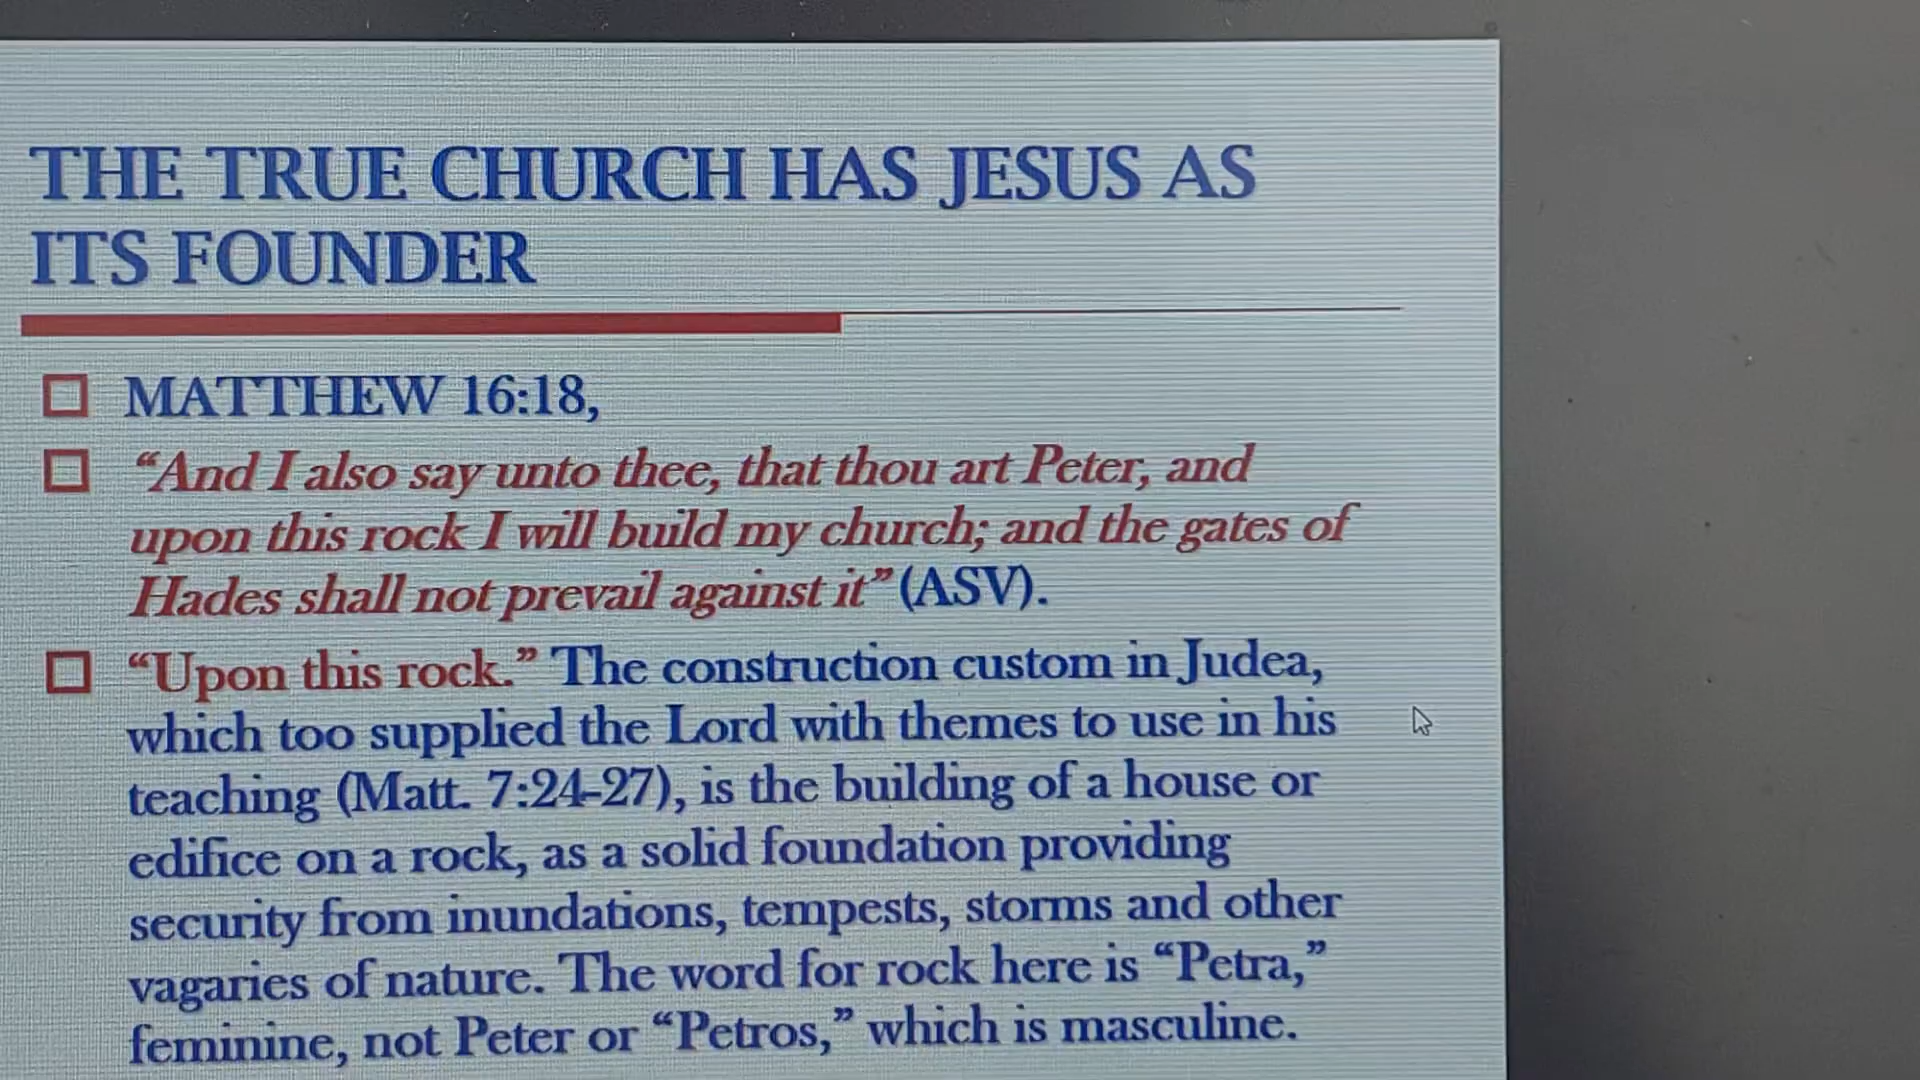 THE TRUE CHURCH HAS JESUS AS
ITS FOUNDER
MATTHEW 16:18,
“And I also say unto thee, that thou art Peter, and
upon this rock I will build my church; and the gates of
Hades shall not prevail against it” (ASV).
“Upon this rock.” The construction custom in Judea,
which too supplied the Lord with themes to use in his
teaching (Matt. 7:24-27), is the building of a house or
edifice on a rock, as a solid foundation providing
security from inundations, tempests, storms and other
vagaries of nature. The word for rock here is “Petra,”
feminine, not Peter or “Petros,” which is masculine.